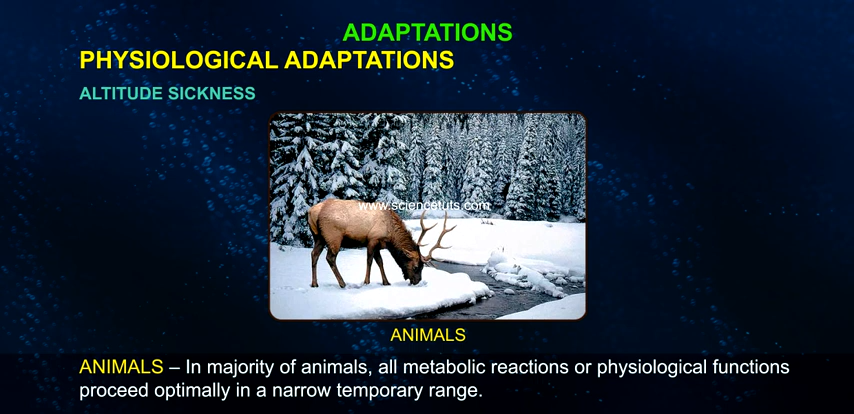 ADAPTATIONS
PHYSIOLOGICAL ADAPTATIONS
ALTITUDE SICKNESS
www.sciencetuts.com
ANIMALS
ANIMALS – In majority of animals, all metabolic reactions or physiological functions
proceed optimally in a narrow temporary range.